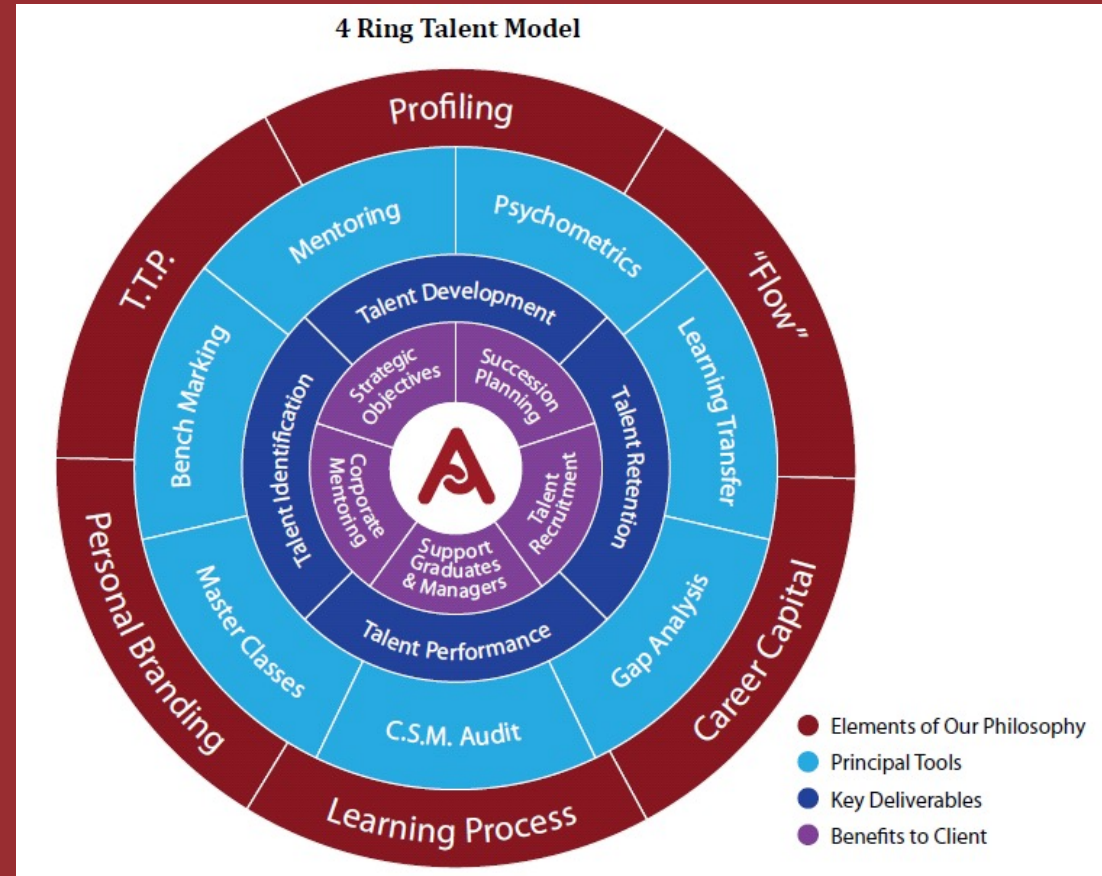 4 Ring Talent Model
Profiling
"Flow"
Career Capital
Learning Process
Personal Branding
T.T.P.
Mentoring
Psychometrics
Learning Transfer
Gap Analysis
C.S.M. Audit
Master Classes
Bench Marking
Talent Development
Talent Retention
Talent Performance
Talent Identification
Strategic
Objectives
Succession
Planning
Talent
Recruitment
Support
Graduates
& Managers
Corporate
Mentoring
Elements of Our Philosophy
Principal Tools
Key Deliverables
Benefits to Client